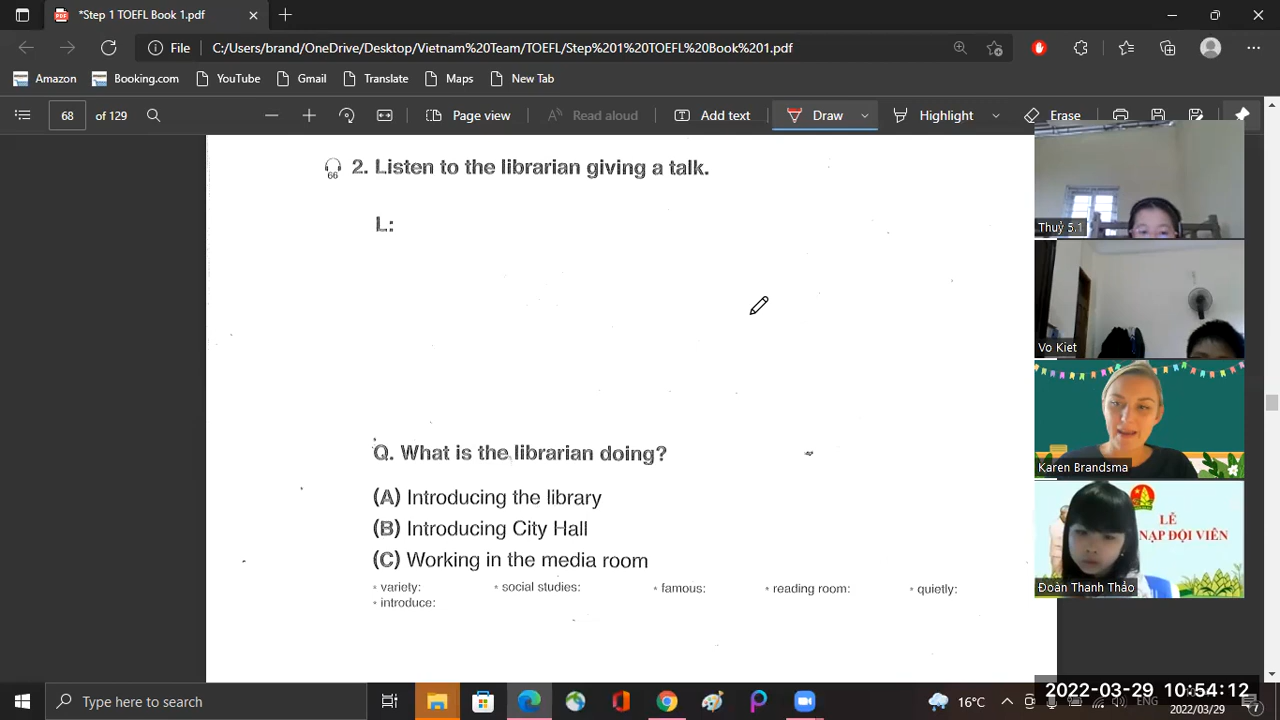 *Step 1 TOEFL Book 1.pdf
File
C:/Users/brand/OneDrive/Desktop/Vietnam%20Team/TOEFL/Step%201%20TOEFL%20Book%201.pdf
Amazon Booking.com YouTube Gmail Translate Maps New Tab
68 of 129 Page view Read aloud Add text Draw Highlight Erase
66 2. Listen to the librarian giving a talk.
L:
Q. What is the librarian doing?
(A) Introducing the library
(B) Introducing City Hall
(C) Working in the media room
* variety: * social studies: * famous: * reading room: * quietly:
* introduce:
Thuỷ 5.1
Vo Kiet
Karen Brandsma
LỄ
NẠP ĐỘI VIÊN
Đoàn Thanh Thảo
Type here to search
16°C
ENG
2022-03-29 10:54:12
2022/03/29